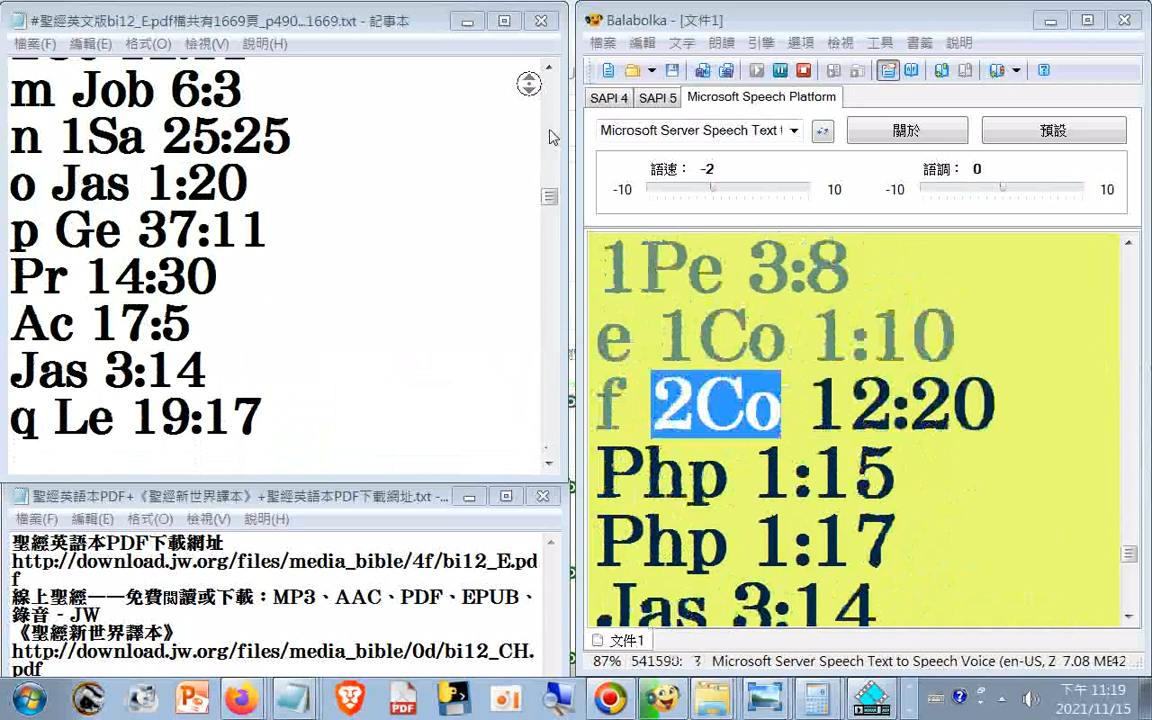 #聖經英文版bi12_E.pdf檔共有1669頁_p490...1669.txt - 記事本
檔案(F) 編輯(E) 格式(O) 檢視(V) 說明(H)
m Job 6:3
n 1Sa 25:25
o Jas 1:20
p Ge 37:11
Pr 14:30
Ac 17:5
Jas 3:14
q Le 19:17
聖經英語本PDF+《聖經新世界譯本》+聖經英語本PDF下載網址.txt - ...
檔案(F) 編輯(E) 格式(O) 檢視(V) 說明(H)
聖經英語本PDF下載網址
http://download.jw.org/files/media_bible/4f/bi12_E.pd
f
線上聖經——免費閱讀或下載：MP3、AAC、PDF、EPUB、
錄音 - JW
《聖經新世界譯本》
http://download.jw.org/files/media_bible/0d/bi12_CH.
pdf
Balabolka - [文件1]
檔案 編輯 文字 朗讀 引擎 選項 檢視 工具 書籤 說明
SAPI 4 SAPI 5 Microsoft Speech Platform
Microsoft Server Speech Text 關於 預設
語速： -2 語調： 0
-10 10 -10 10
1Pe 3:8
e 1Co 1:10
f 2Co 12:20
Php 1:15
Php 1:17
Jas 3:14
文件1
87% Microsoft Server Speech Text to Speech Voice (en-US, Z 7.08 ME
PDF
下午 11:19
2021/11/15